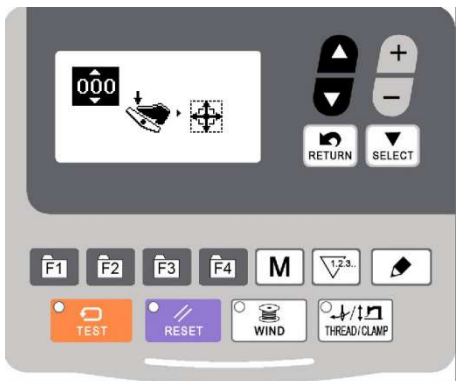 000
+
−
RETURN
SELECT
F1 F2 F3 F4 M 1.2.3..
TEST RESET WIND THREAD/CLAMP